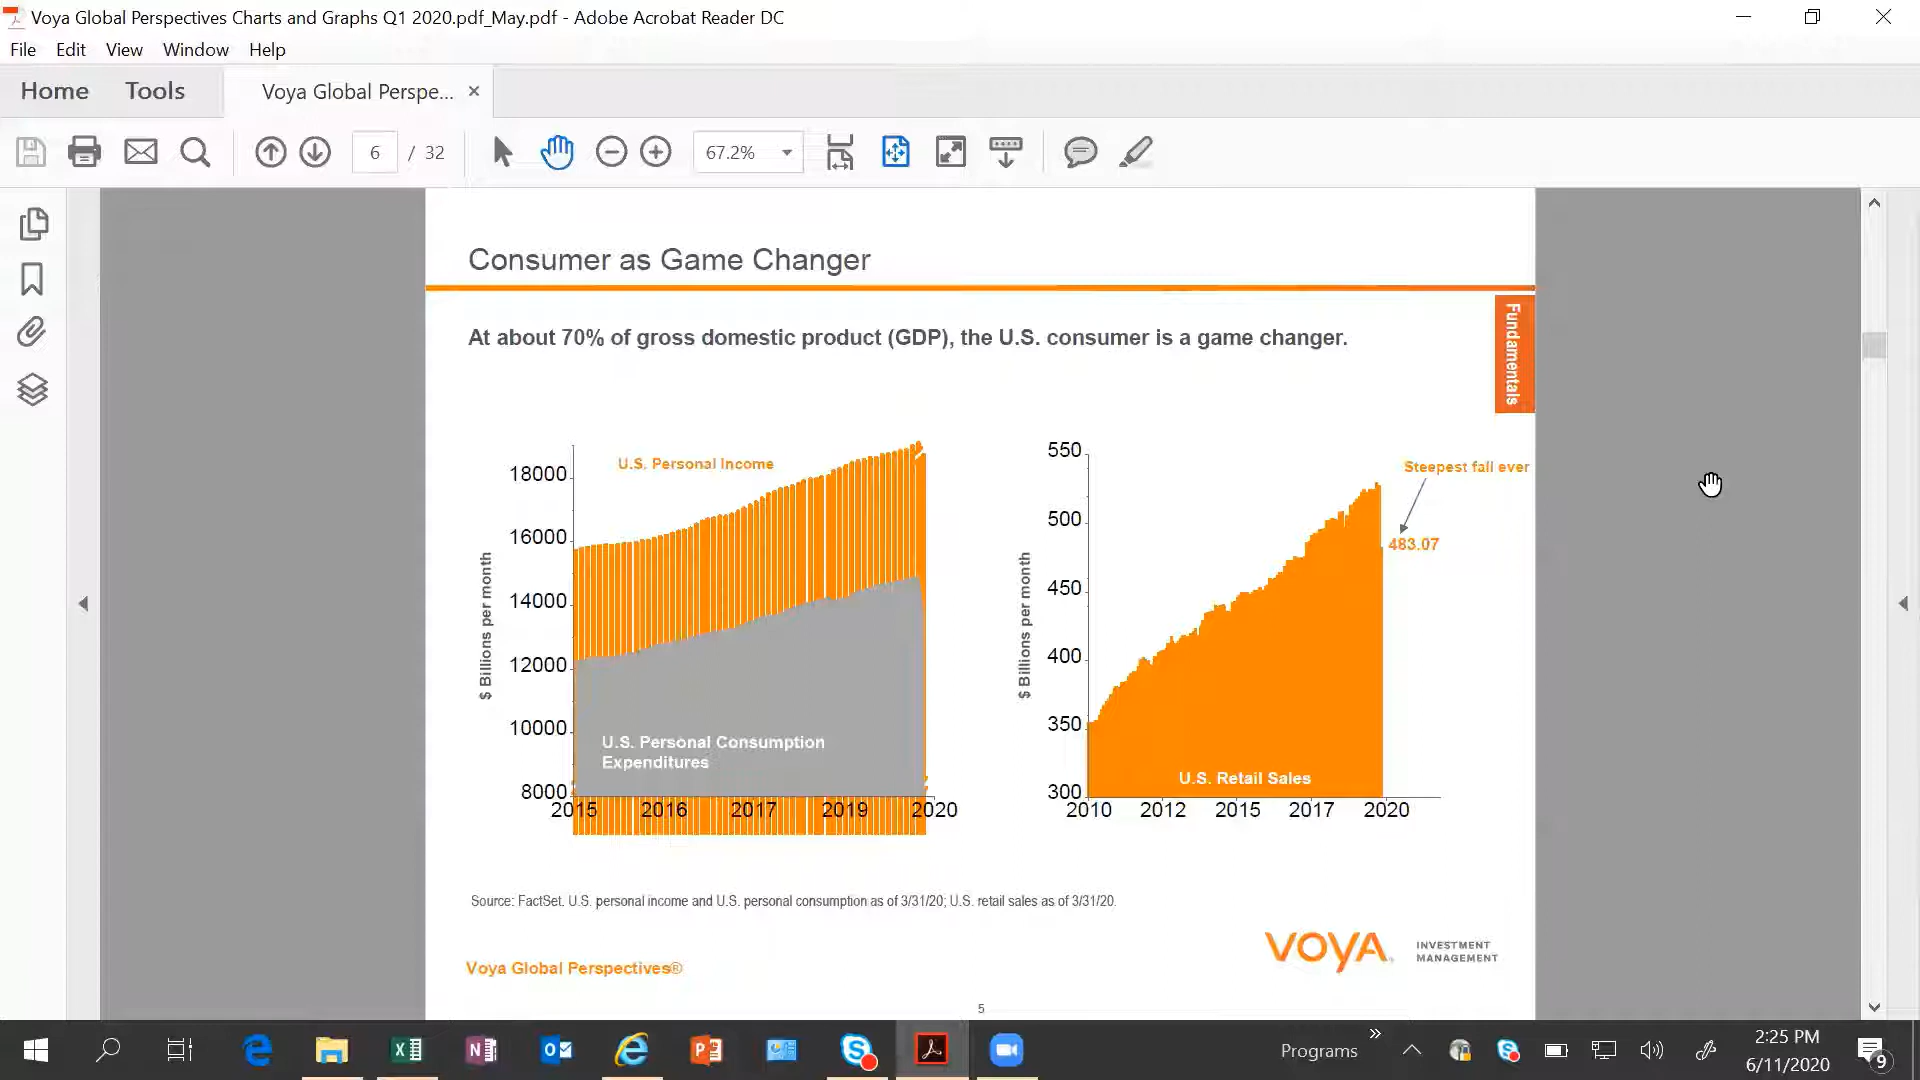 Voya Global Perspectives Charts and Graphs Q1 2020.pdf_May.pdf - Adobe Acrobat Reader DC
File Edit View Window Help
Home Tools Voya Global Perspe...
6 / 32 67.2%
Consumer as Game Changer
At about 70% of gross domestic product (GDP), the U.S. consumer is a game changer.
Fundamentals
$ Billions per month
18000
16000
14000
12000
10000
8000
U.S. Personal Income
U.S. Personal Consumption
Expenditures
2015 2016 2017 2019 2020
$ Billions per month
550
500
450
400
350
300
Steepest fall ever
483.07
U.S. Retail Sales
2010 2012 2015 2017 2020
Source: FactSet. U.S. personal income and U.S. personal consumption as of 3/31/20; U.S. retail sales as of 3/31/20.
Voya Global Perspectives®
VOYA
INVESTMENT
MANAGEMENT
5
Programs
2:25 PM
6/11/2020
9